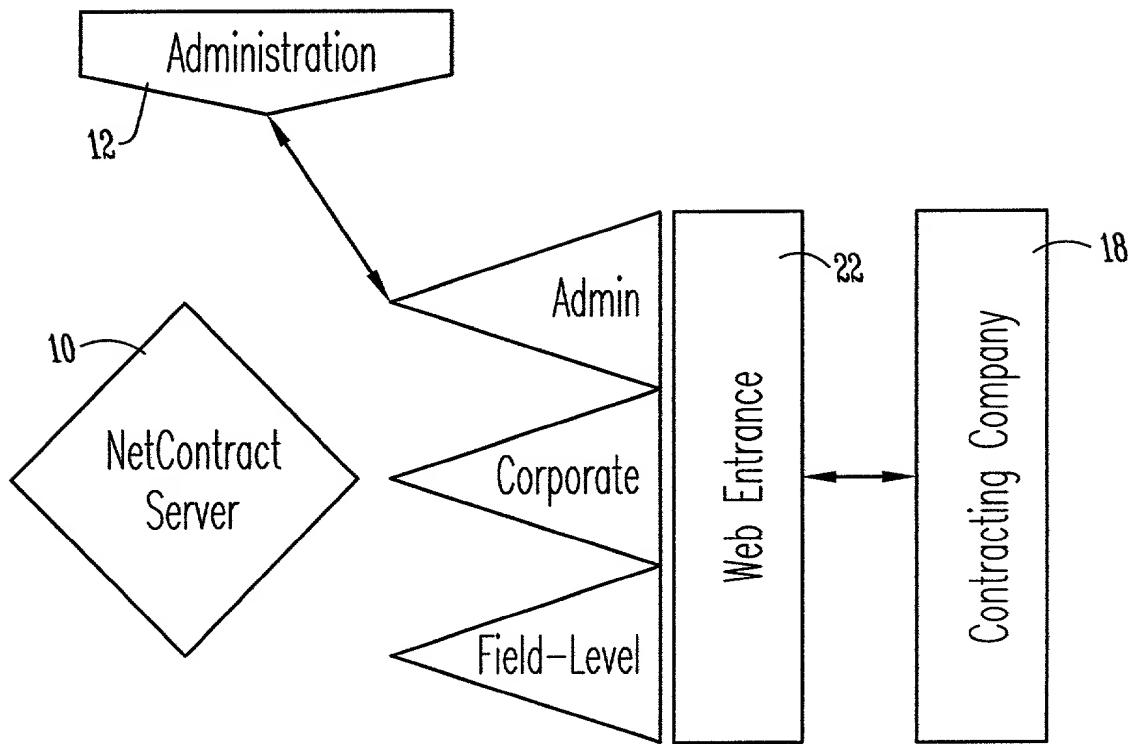 Administration
12
Admin
22
18
10
NetContract
Server
Corporate
Web Entrance
Contracting Company
Field-Level